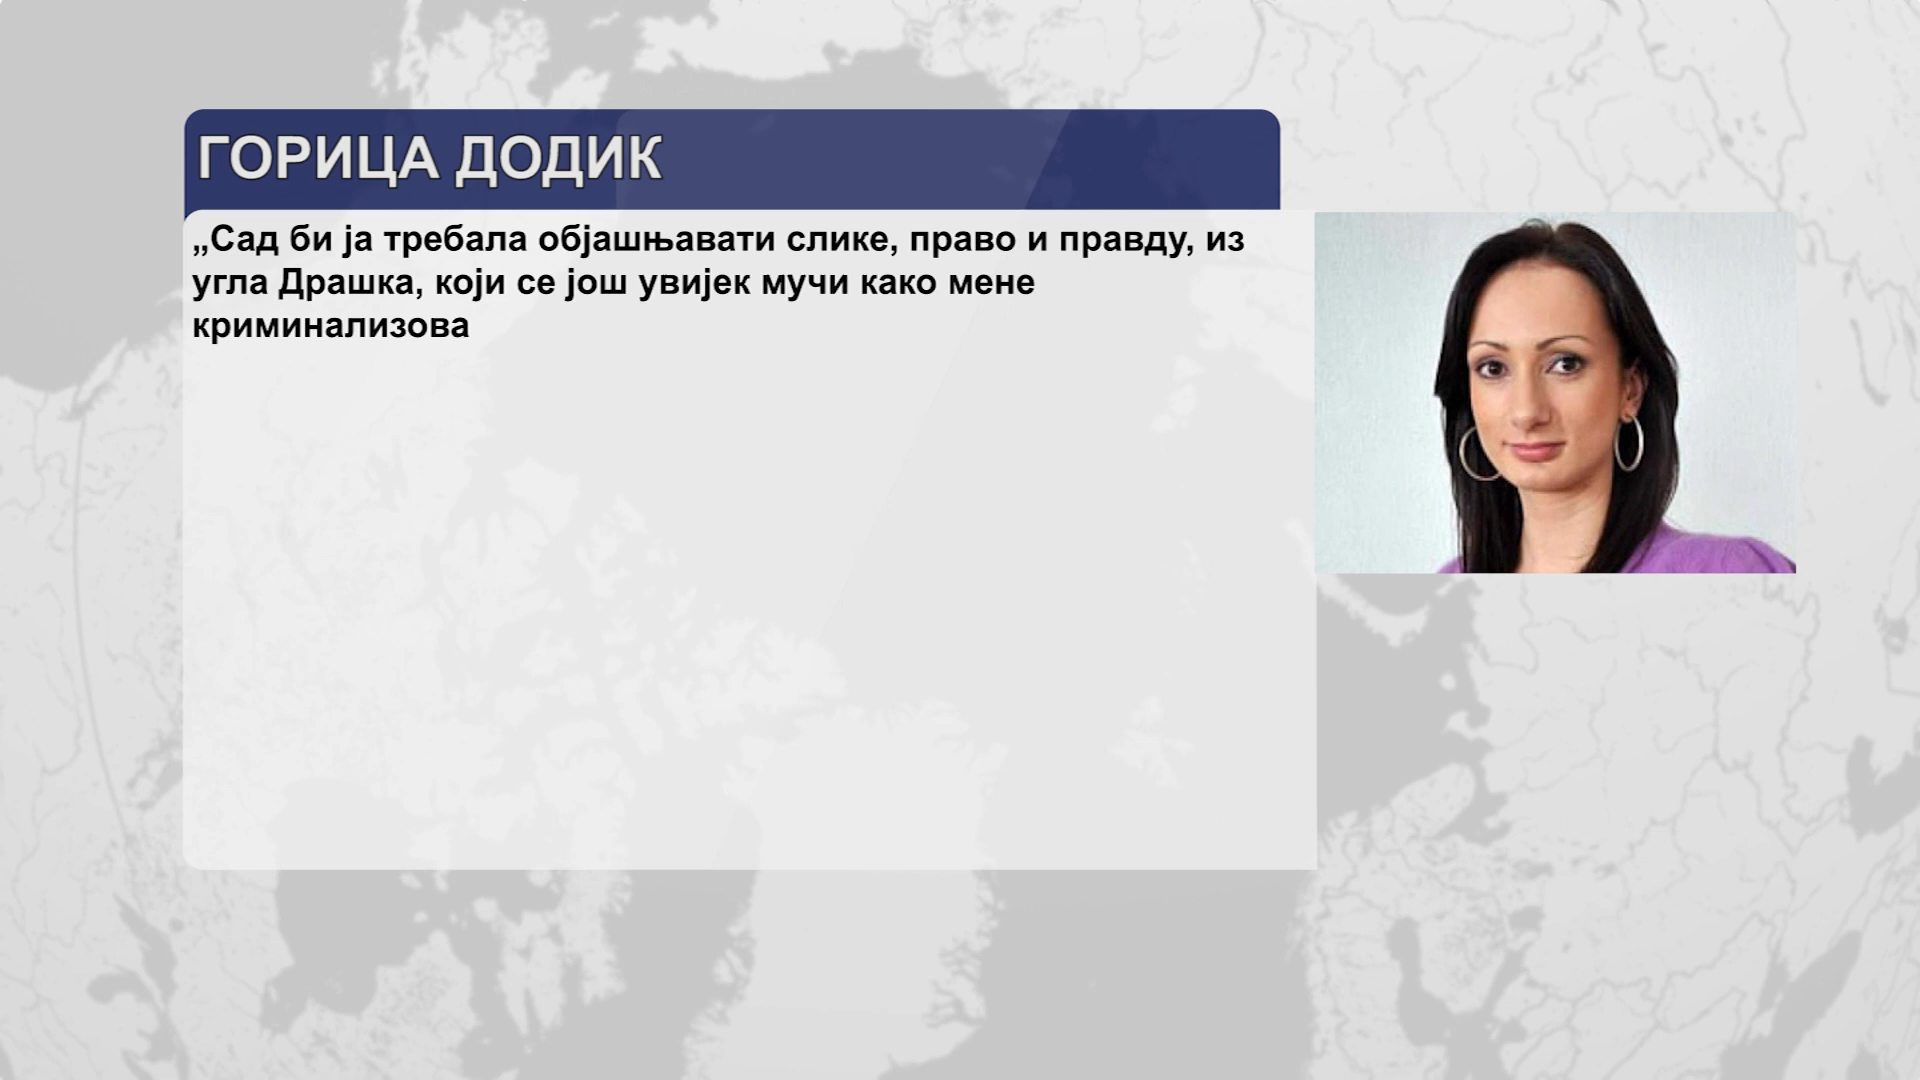 ГОРИЦА ДОДИК
„Сад би ја требала објашњавати слике, право и правду, из
угла Драшка, који се још увијек мучи како мене
криминализова